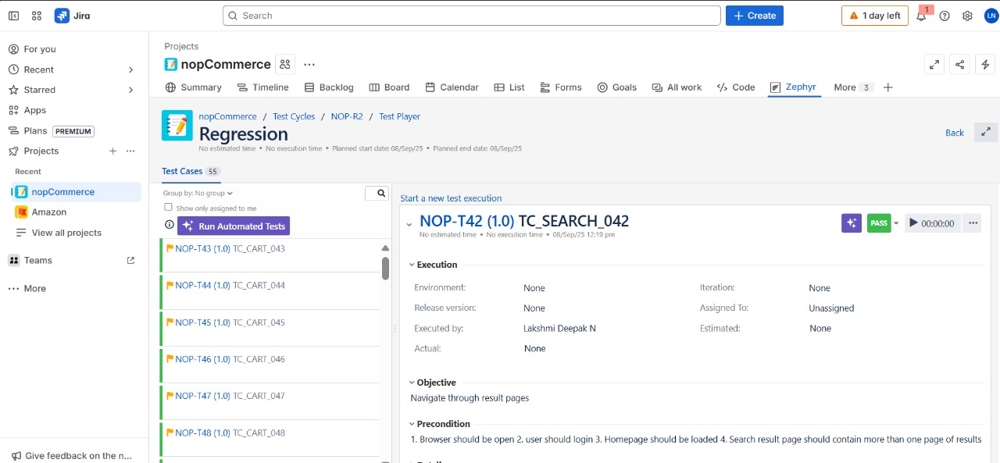 Jira
Search
+ Create
1 day left
1
LN
For you
Recent
Starred
Apps
Plans PREMIUM
Projects
Recent
nopCommerce
Amazon
View all projects
Teams
More
Give feedback on the n...
Projects
nopCommerce
Summary Timeline Backlog Board Calendar List Forms Goals All work Code Zephyr More 3
nopCommerce / Test Cycles / NOP-R2 / Test Player
Regression
No estimated time • No execution time • Planned start date: 08/Sep/25 • Planned end date: 08/Sep/25
Back
Test Cases 55
Group by: No group
Show only assigned to me
Run Automated Tests
NOP-T43 (1.0) TC_CART_043
NOP-T44 (1.0) TC_CART_044
NOP-T45 (1.0) TC_CART_045
NOP-T46 (1.0) TC_CART_046
NOP-T47 (1.0) TC_CART_047
NOP-T48 (1.0) TC_CART_048
Start a new test execution
NOP-T42 (1.0) TC_SEARCH_042
No estimated time • No execution time • 08/Sep/25 12:19 pm
PASS
00:00:00
Execution
Environment: None Iteration: None
Release version: None Assigned To: Unassigned
Executed by: Lakshmi Deepak N Estimated: None
Actual: None
Objective
Navigate through result pages
Precondition
1. Browser should be open 2. user should login 3. Homepage should be loaded 4. Search result page should contain more than one page of results